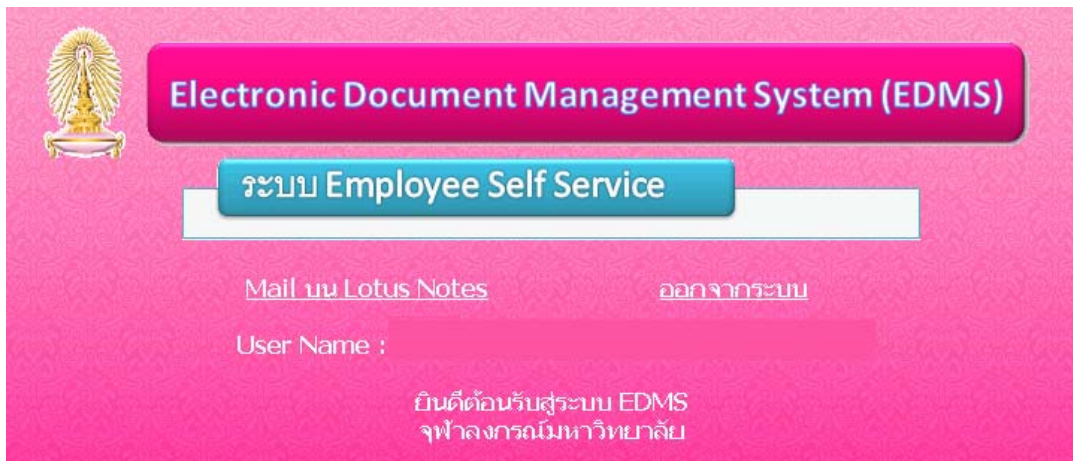 Electronic Document Management System (EDMS)
ระบบ Employee Self Service
Mail บน Lotus Notes ออกจากระบบ
User Name :
ยินดีต้อนรับสู่ระบบ EDMS
จุฬาลงกรณ์มหาวิทยาลัย